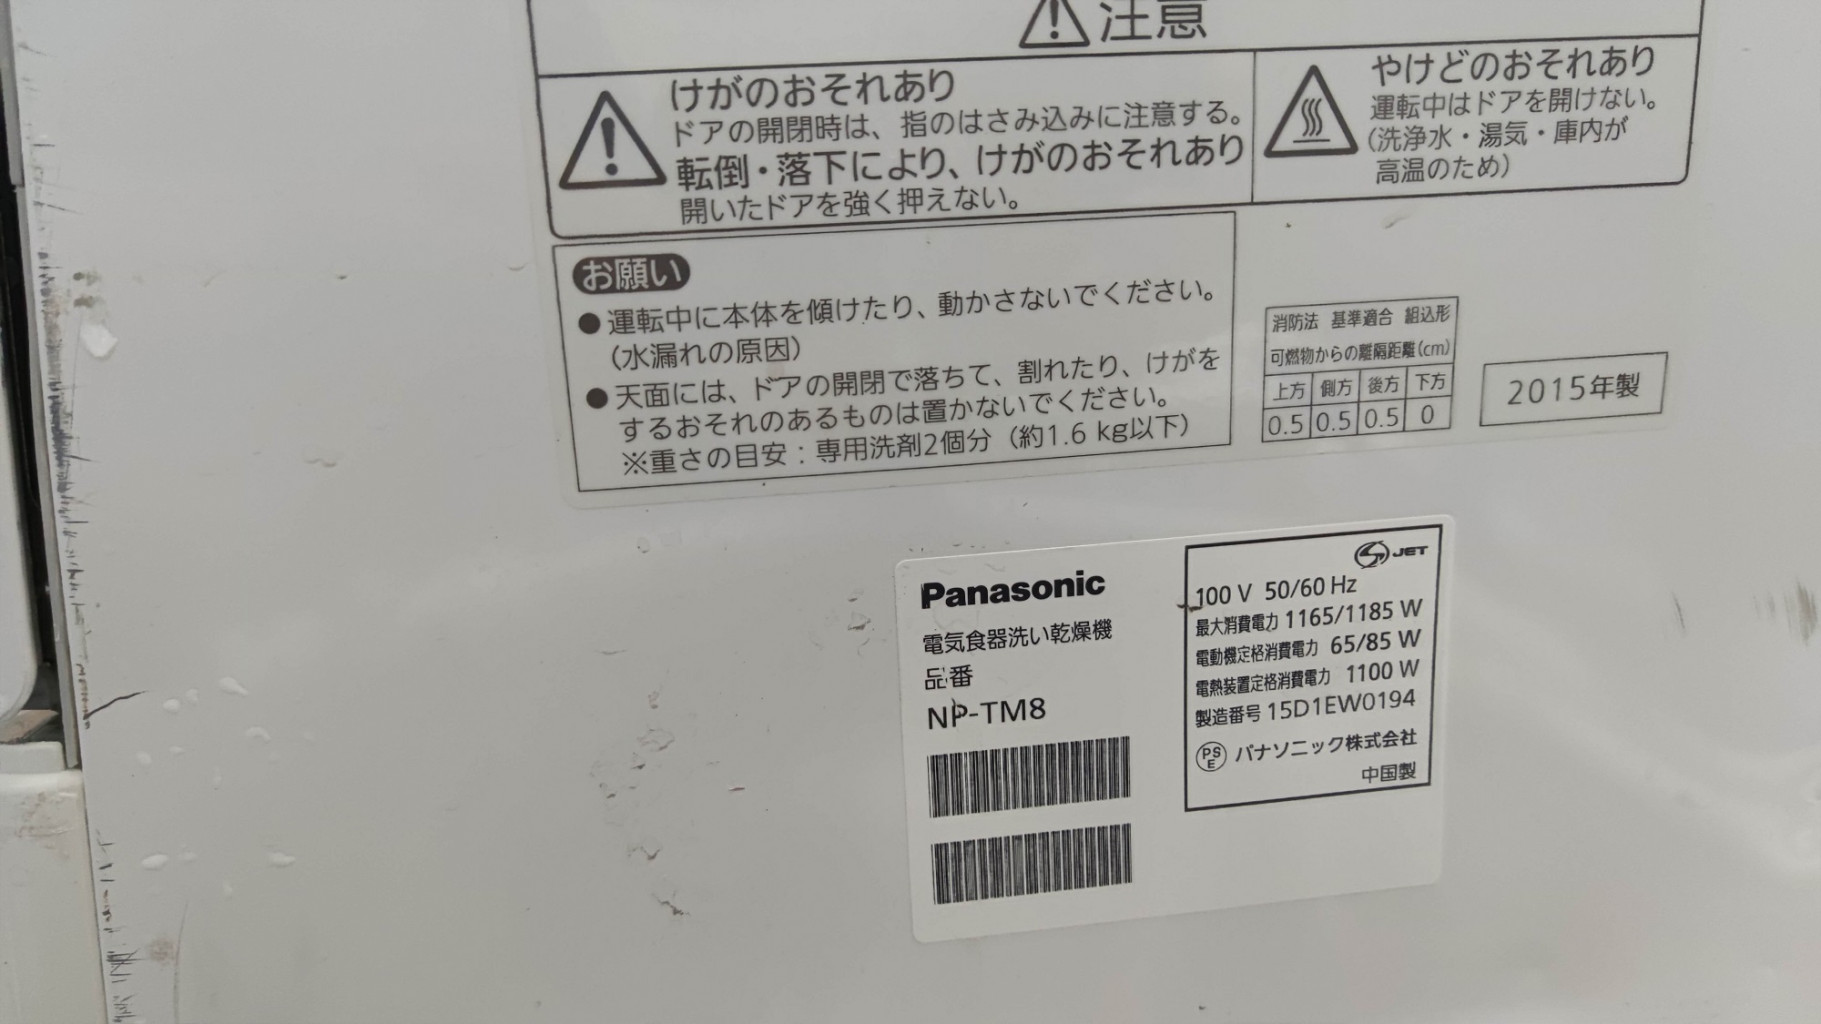 注意
けがのおそれあり
ドアの開閉時は、指のはさみ込みに注意する。
転倒・落下により、けがのおそれあり
開いたドアを強く押えない。
やけどのおそれあり
運転中はドアを開けない。
(洗浄水・湯気・庫内が
高温のため)
お願い
●運転中に本体を傾けたり、動かさないでください。
(水漏れの原因)
●天面には、ドアの開閉で落ちて、割れたり、けがを
するおそれのあるものは置かないでください。
※重さの目安:専用洗剤2個分(約1.6 kg以下)
消防法 基準適合 組込形
可燃物からの離隔距離(cm)
上方 側方 後方 下方
0.5 0.5 0.5 0
2015年製
Panasonic
電気食器洗い乾燥機
品番
NP-TM8
JET
100 V 50/60 Hz
最大消費電力 1165/1185 W
電動機定格消費電力 65/85 W
電熱装置定格消費電力 1100 W
製造番号 15D1EW0194
PSE パナソニック株式会社
中国製